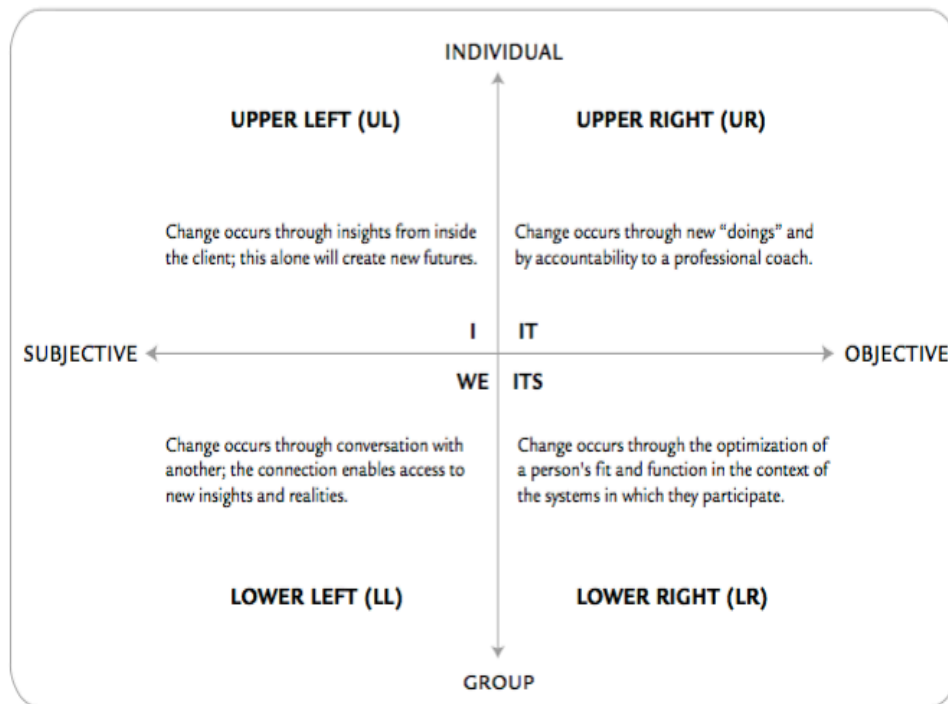 INDIVIDUAL
UPPER LEFT (UL)
UPPER RIGHT (UR)
Change occurs through insights from inside
the client; this alone will create new futures.
Change occurs through new “doings” and
by accountability to a professional coach.
I
IT
SUBJECTIVE
OBJECTIVE
WE
ITS
Change occurs through conversation with
another; the connection enables access to
new insights and realities.
Change occurs through the optimization of
a person's fit and function in the context of
the systems in which they participate.
LOWER LEFT (LL)
LOWER RIGHT (LR)
GROUP